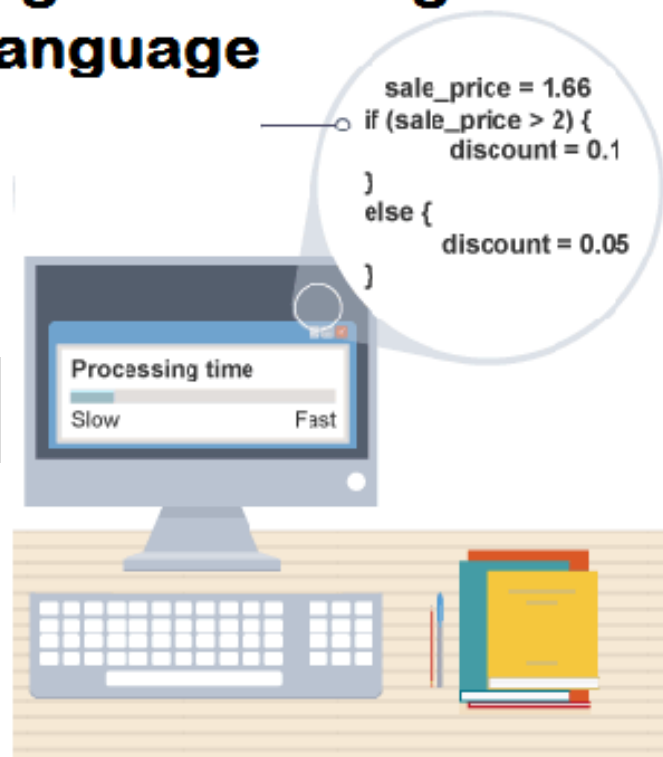 anguage
sale_price = 1.66
if (sale_price > 2) {
discount = 0.1
}
else {
discount = 0.05
}
Processing time
Slow Fast